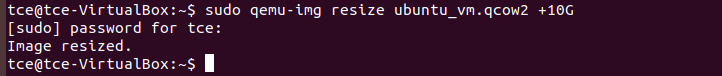 tce@tce-VirtualBox:~$ sudo qemu-img resize ubuntu_vm.qcow2 +10G
[sudo] password for tce:
Image resized.
tce@tce-VirtualBox:~$